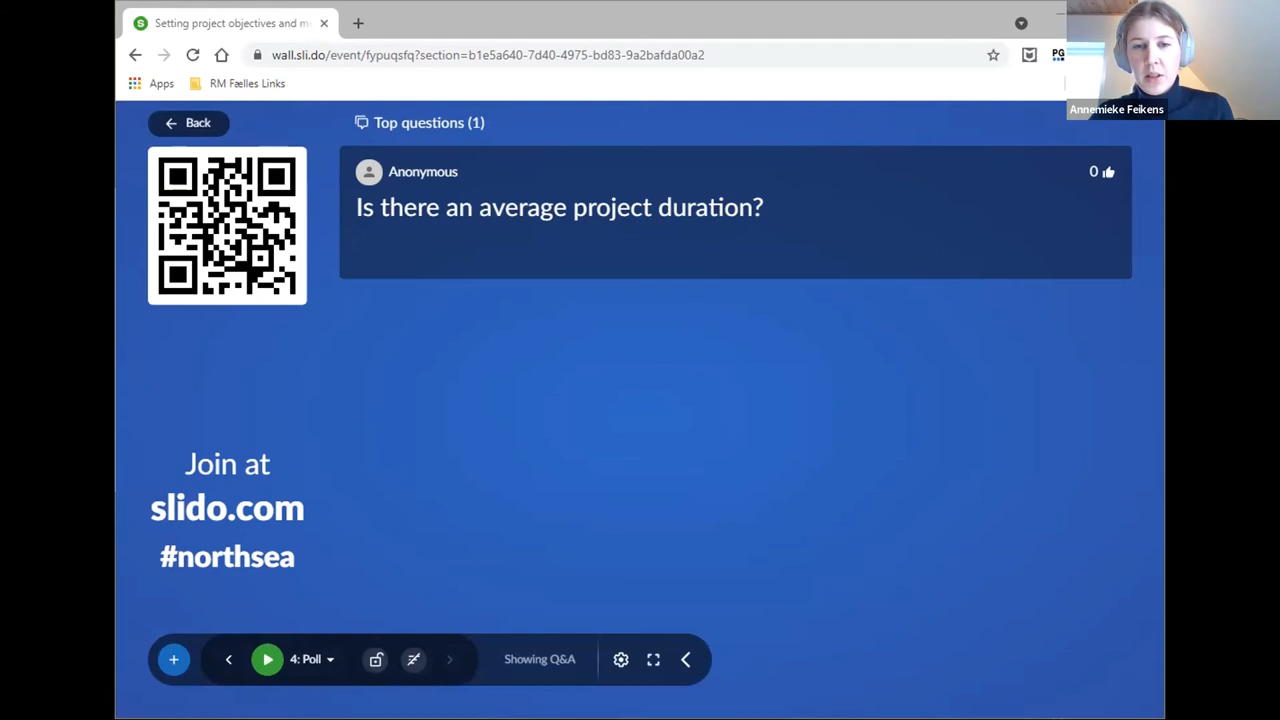 Setting project objectives and m
wall.sli.do/event/fypuqsfq?section=b1e5a640-7d40-4975-bd83-9a2bafda00a2
PG
Apps
RM Fælles Links
Annemieke Feikens
Back
Top questions (1)
Anonymous
0
Is there an average project duration?
Join at
slido.com
#northsea
4: Poll
Showing Q&A